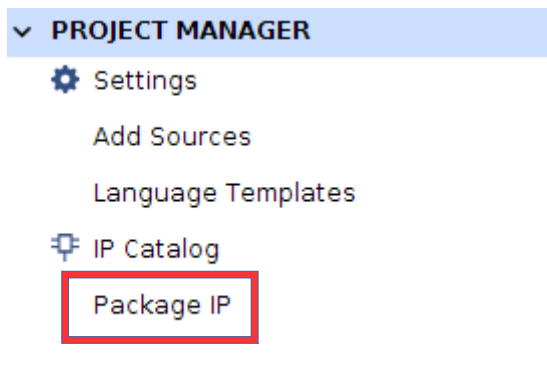 PROJECT MANAGER
Settings
Add Sources
Language Templates
IP Catalog
Package IP